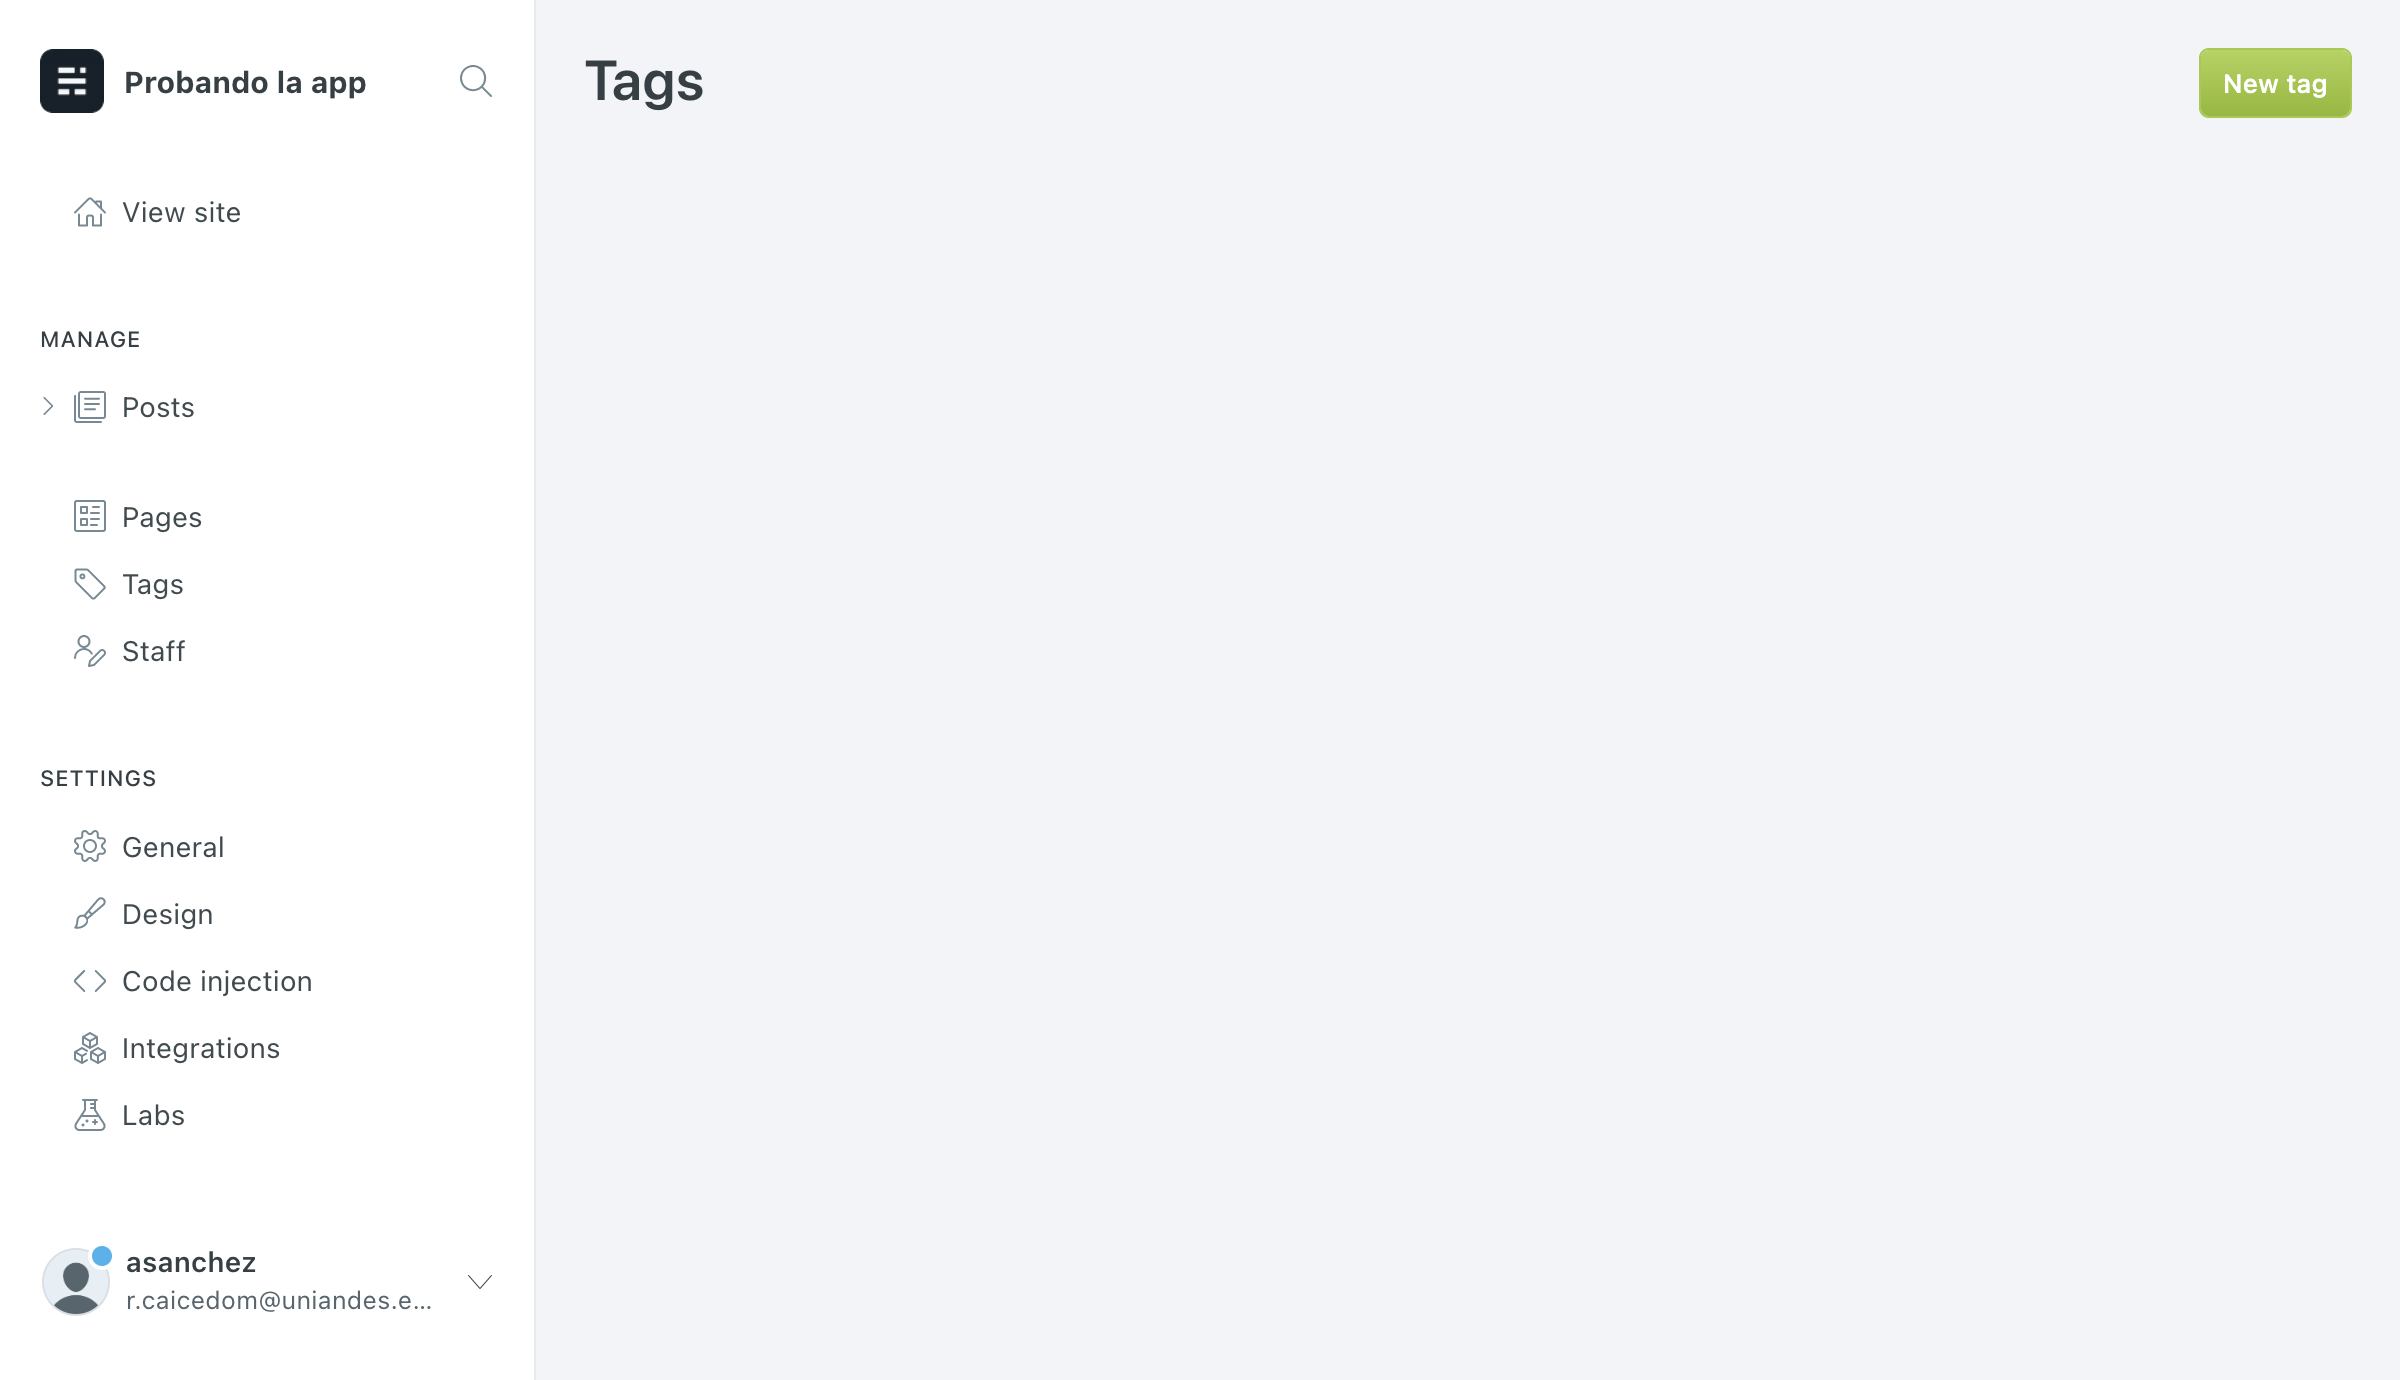 Probando la app
View site
MANAGE
Posts
Pages
Tags
Staff
SETTINGS
General
Design
Code injection
Integrations
Labs
asanchez
r.caicedom@uniandes.e...
Tags
New tag